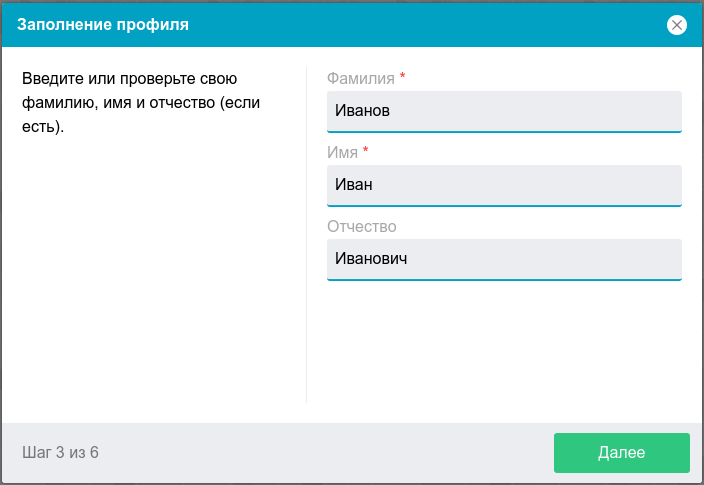 Заполнение профиля
Введите или проверьте свою
фамилию, имя и отчество (если
есть).
Фамилия *
Иванов
Имя *
Иван
Отчество
Иванович
Шаг 3 из 6
Далее